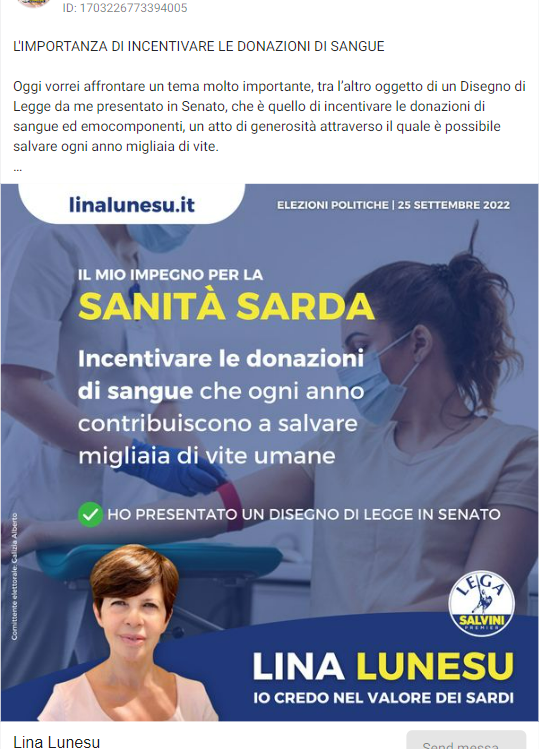 ID: 1703226773394005
L'IMPORTANZA DI INCENTIVARE LE DONAZIONI DI SANGUE
Oggi vorrei affrontare un tema molto importante, tra l’altro oggetto di un Disegno di
Legge da me presentato in Senato, che è quello di incentivare le donazioni di
sangue ed emocomponenti, un atto di generosità attraverso il quale è possibile
salvare ogni anno migliaia di vite.
...
linalunesu.it
ELEZIONI POLITICHE | 25 SETTEMBRE 2022
IL MIO IMPEGNO PER LA
SANITÀ SARDA
Incentivare le donazioni
di sangue che ogni anno
contribuiscono a salvare
migliaia di vite umane
HO PRESENTATO UN DISEGNO DI LEGGE IN SENATO
Committente elettorale: Galizia Alberto
LEGA
SALVINI
PREMIER
LINA LUNESU
IO CREDO NEL VALORE DEI SARDI
Lina Lunesu
Send messa...